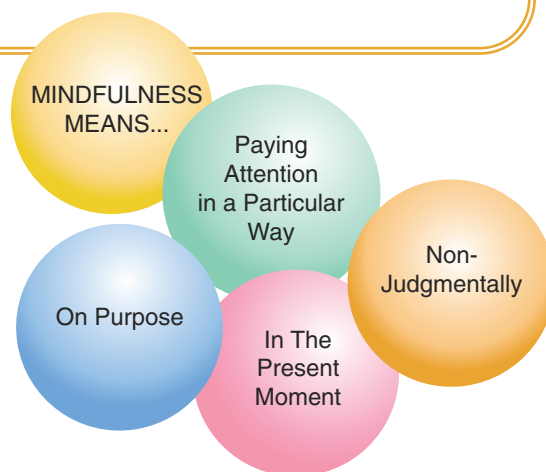 MINDFULNESS
MEANS...
Paying
Attention
in a Particular
Way
On Purpose
In The
Present
Moment
Non-
Judgmentally